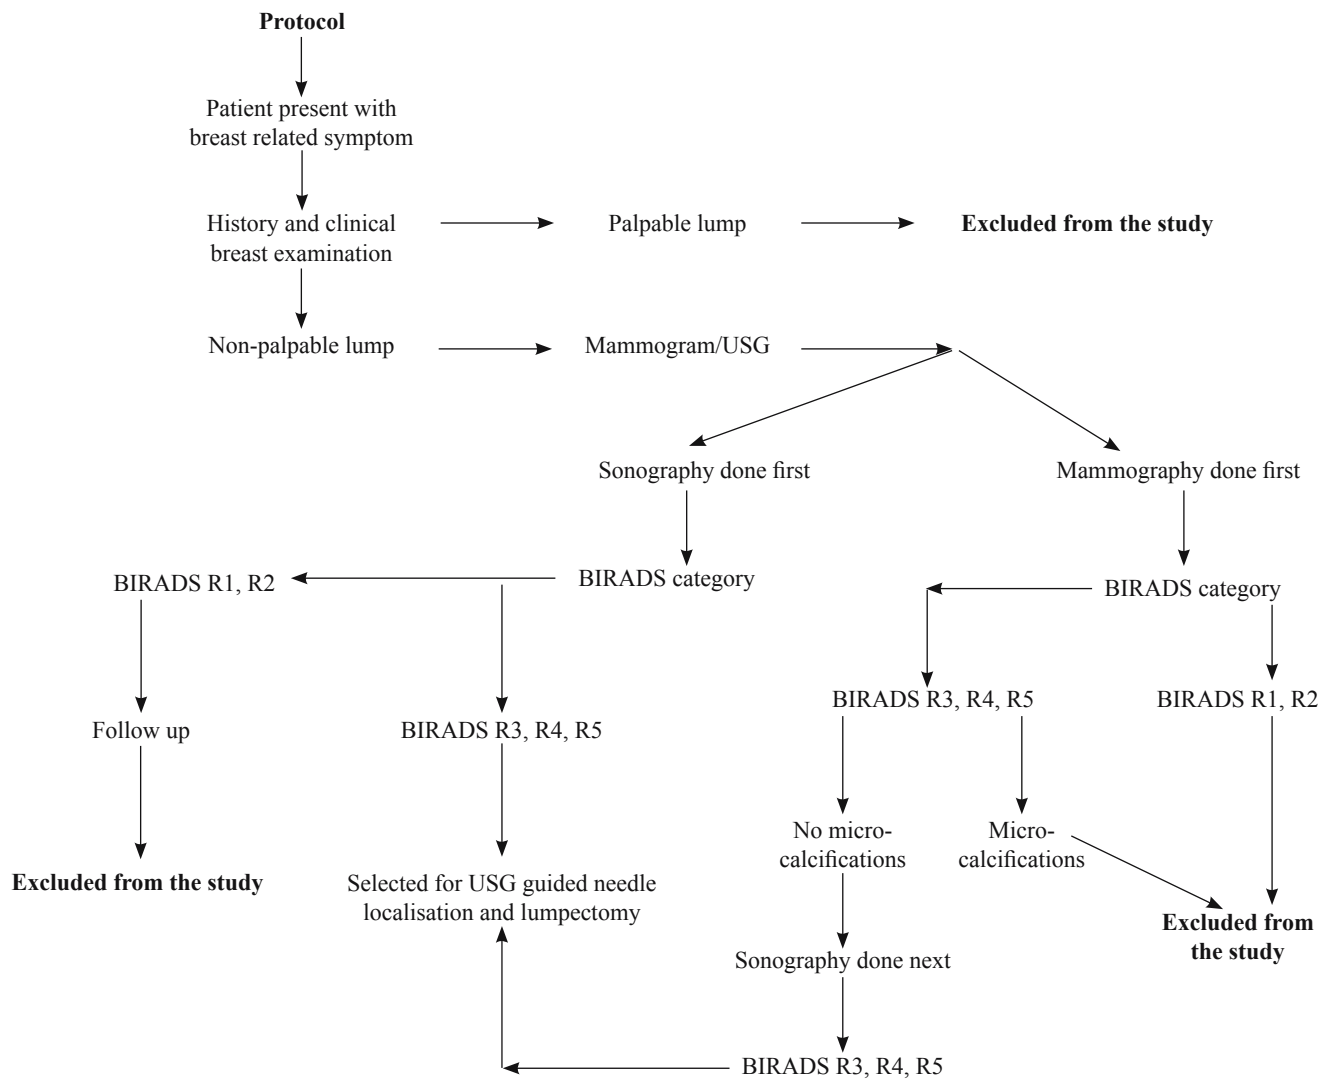 Protocol
Patient present with
breast related symptom
History and clinical
breast examination
Palpable lump
Excluded from the study
Non-palpable lump
Mammogram/USG
Sonography done first
Mammography done first
BIRADS R1, R2
BIRADS category
BIRADS category
Follow up
BIRADS R3, R4, R5
BIRADS R3, R4, R5
BIRADS R1, R2
No micro-
calcifications
Micro-
calcifications
Excluded from the study
Selected for USG guided needle
localisation and lumpectomy
Excluded from
the study
Sonography done next
BIRADS R3, R4, R5